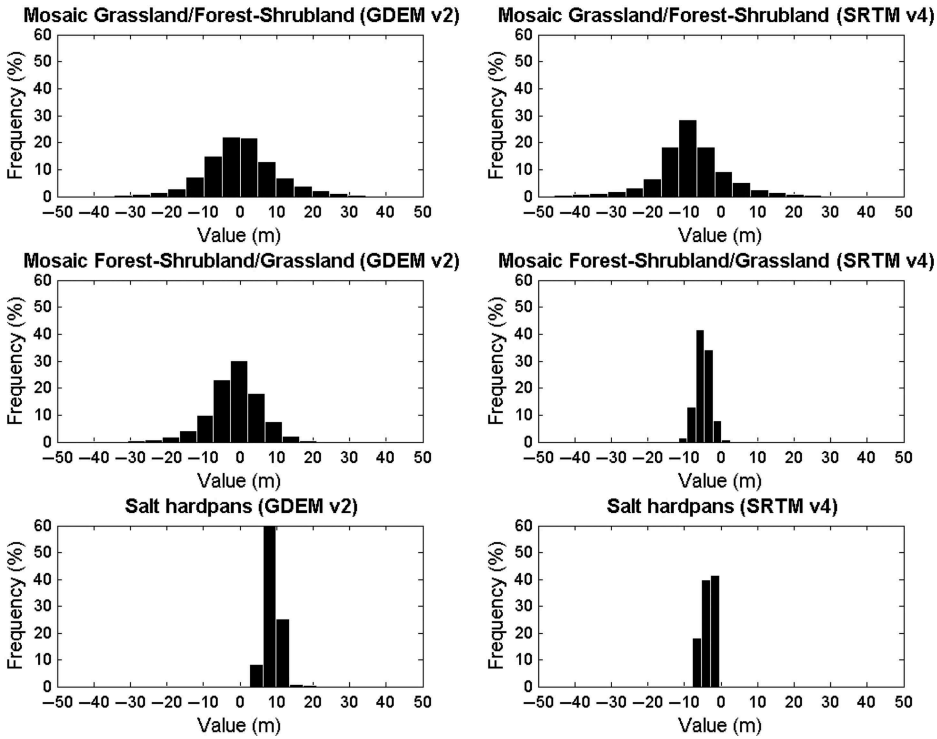 Mosaic Grassland/Forest-Shrubland (GDEM v2)
Frequency (%)
60
50
40
30
20
10
0
–50 –40 –30 –20 –10 0 10 20 30 40 50
Value (m)
Mosaic Grassland/Forest-Shrubland (SRTM v4)
Frequency (%)
60
50
40
30
20
10
0
–50 –40 –30 –20 –10 0 10 20 30 40 50
Value (m)
Mosaic Forest-Shrubland/Grassland (GDEM v2)
Frequency (%)
60
50
40
30
20
10
0
–50 –40 –30 –20 –10 0 10 20 30 40 50
Value (m)
Mosaic Forest-Shrubland/Grassland (SRTM v4)
Frequency (%)
60
50
40
30
20
10
0
–50 –40 –30 –20 –10 0 10 20 30 40 50
Value (m)
Salt hardpans (GDEM v2)
Frequency (%)
60
50
40
30
20
10
0
–50 –40 –30 –20 –10 0 10 20 30 40 50
Value (m)
Salt hardpans (SRTM v4)
Frequency (%)
60
50
40
30
20
10
0
–50 –40 –30 –20 –10 0 10 20 30 40 50
Value (m)